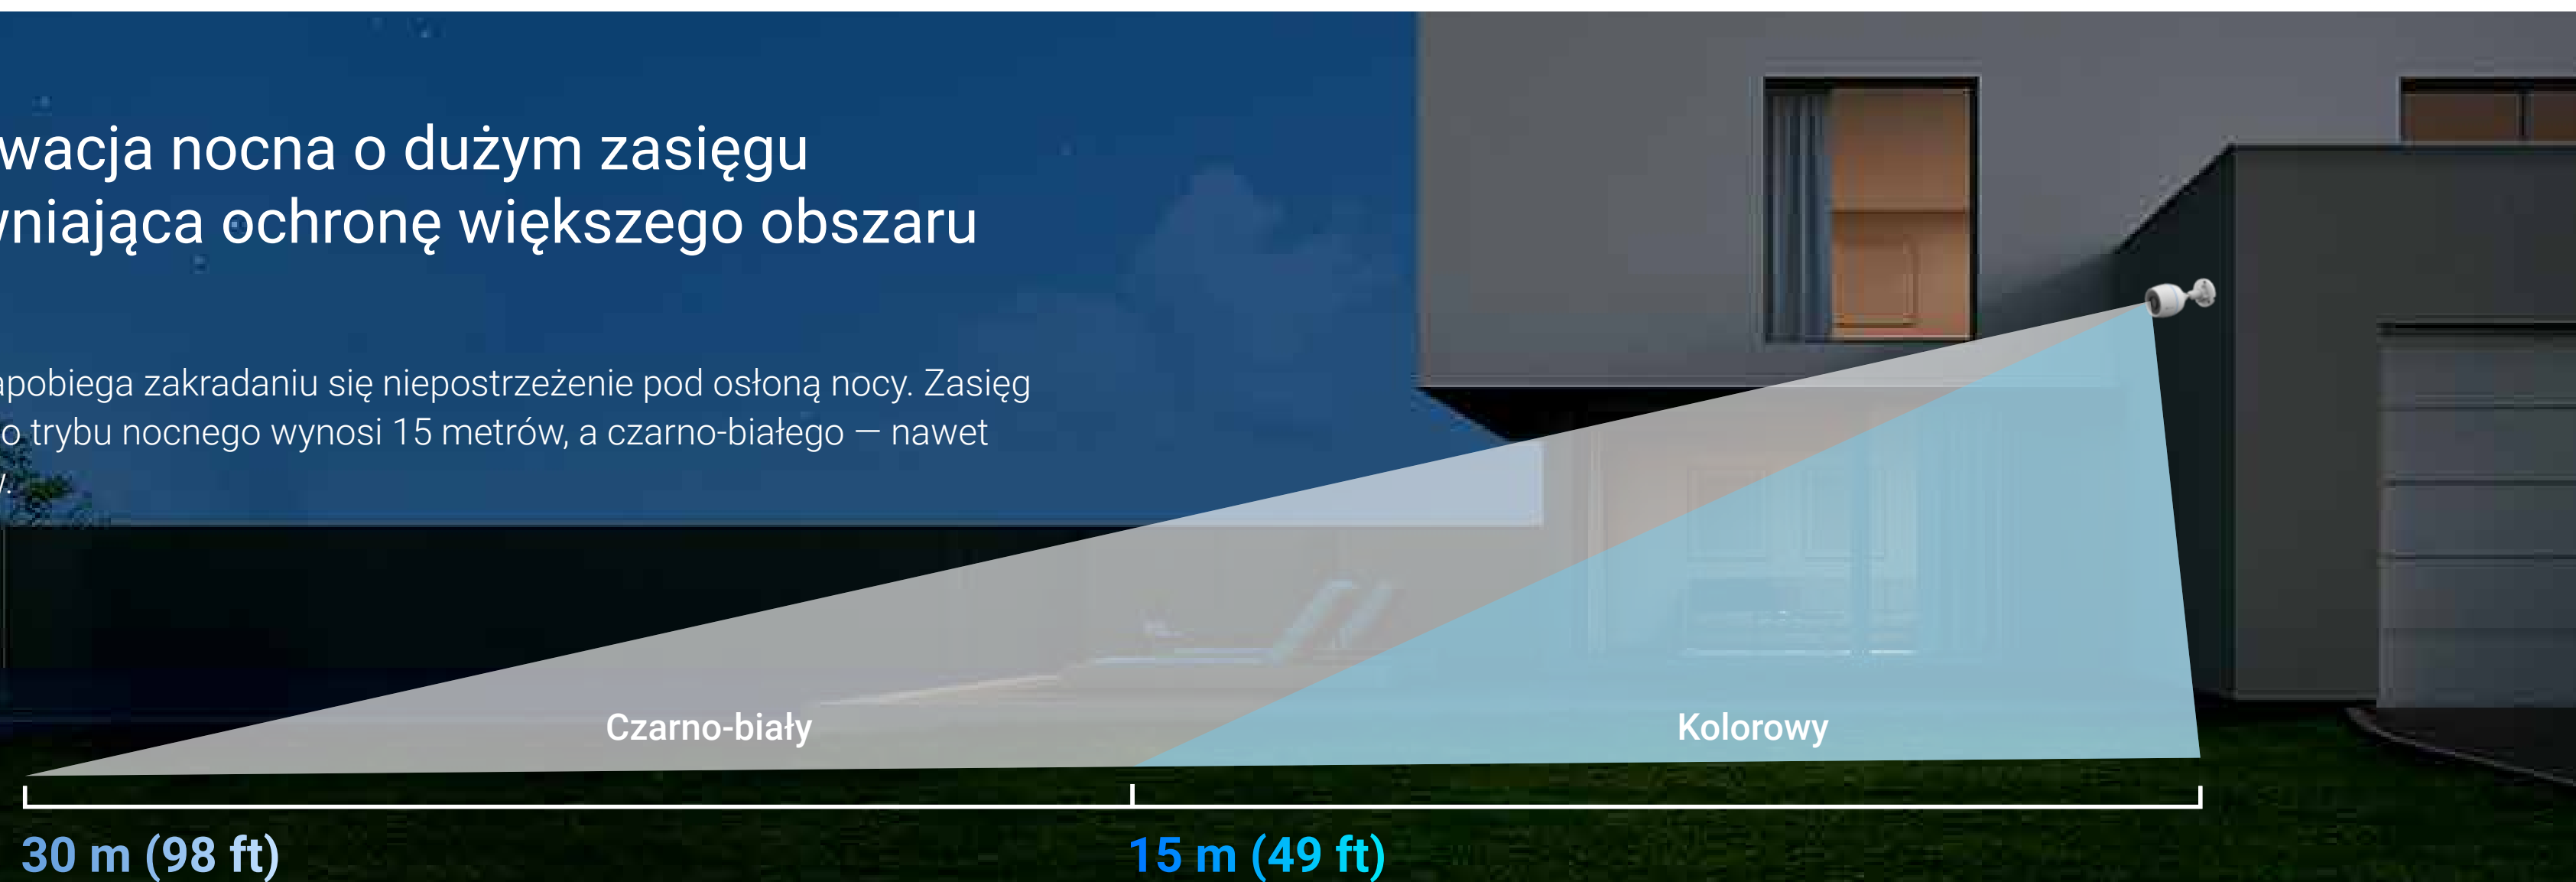 wacja nocna o dużym zasięgu
niająca ochronę większego obszaru
apobiega zakradaniu się niepostrzeżenie pod osłoną nocy. Zasięg
o trybu nocnego wynosi 15 metrów, a czarno-białego — nawet
Czarno-biały
Kolorowy
30 m (98 ft)
15 m (49 ft)